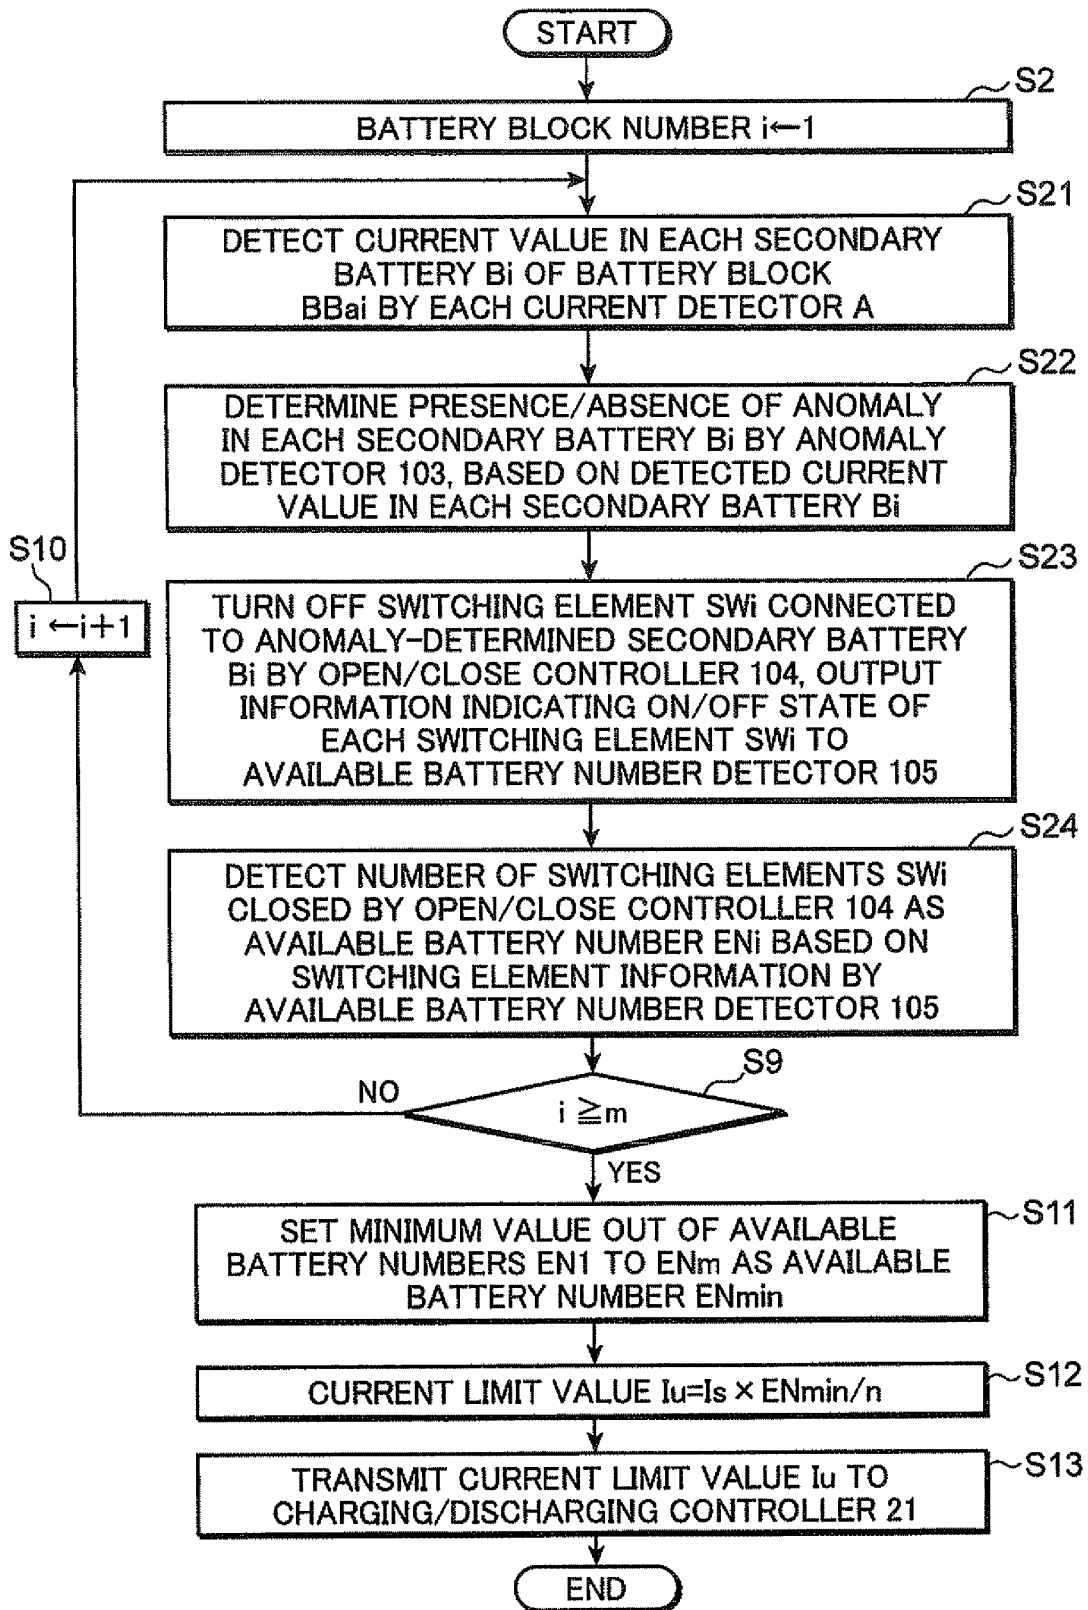 START
S2
BATTERY BLOCK NUMBER i←1
S21
DETECT CURRENT VALUE IN EACH SECONDARY
BATTERY Bi OF BATTERY BLOCK
BBai BY EACH CURRENT DETECTOR A
S22
DETERMINE PRESENCE/ABSENCE OF ANOMALY
IN EACH SECONDARY BATTERY Bi BY ANOMALY
DETECTOR 103, BASED ON DETECTED CURRENT
VALUE IN EACH SECONDARY BATTERY Bi
S10
i ←i+1
S23
TURN OFF SWITCHING ELEMENT SWi CONNECTED
TO ANOMALY-DETERMINED SECONDARY BATTERY
Bi BY OPEN/CLOSE CONTROLLER 104, OUTPUT
INFORMATION INDICATING ON/OFF STATE OF
EACH SWITCHING ELEMENT SWi TO
AVAILABLE BATTERY NUMBER DETECTOR 105
S24
DETECT NUMBER OF SWITCHING ELEMENTS SWi
CLOSED BY OPEN/CLOSE CONTROLLER 104 AS
AVAILABLE BATTERY NUMBER ENi BASED ON
SWITCHING ELEMENT INFORMATION BY
AVAILABLE BATTERY NUMBER DETECTOR 105
S9
NO
i ≧m
YES
S11
SET MINIMUM VALUE OUT OF AVAILABLE
BATTERY NUMBERS EN1 TO ENm AS AVAILABLE
BATTERY NUMBER ENmin
S12
CURRENT LIMIT VALUE Iu=Is × ENmin/n
S13
TRANSMIT CURRENT LIMIT VALUE Iu TO
CHARGING/DISCHARGING CONTROLLER 21
END